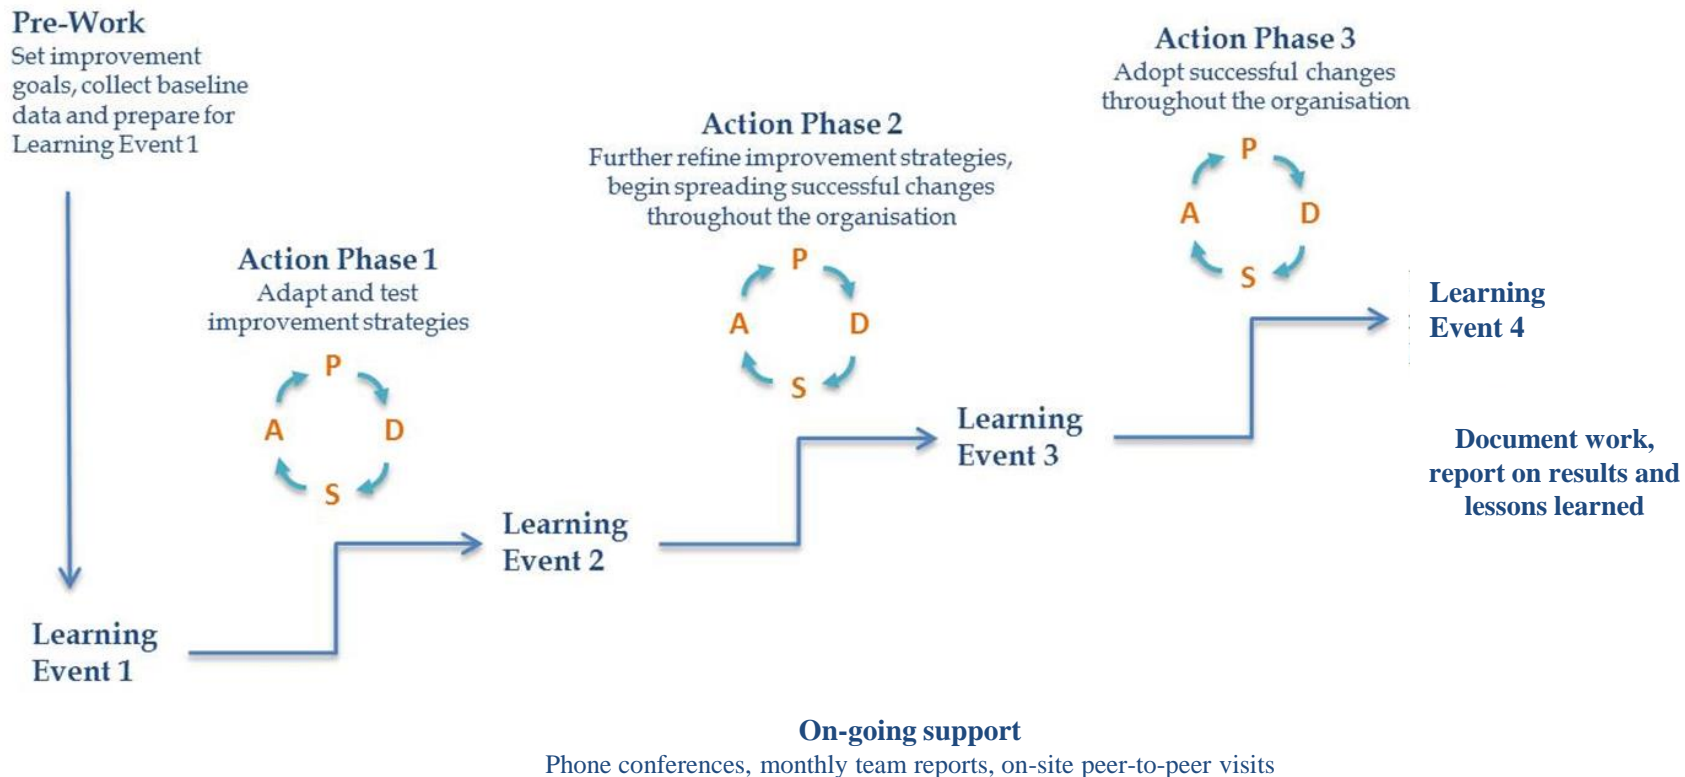 Pre-Work
Set improvement
goals, collect baseline
data and prepare for
Learning Event 1
Action Phase 1
Adapt and test
improvement strategies
P
A
D
S
Action Phase 2
Further refine improvement strategies,
begin spreading successful changes
throughout the organisation
P
A
D
S
Action Phase 3
Adopt successful changes
throughout the organisation
P
A
D
S
Learning
Event 1
Learning
Event 2
Learning
Event 3
Learning
Event 4
Document work,
report on results and
lessons learned
On-going support
Phone conferences, monthly team reports, on-site peer-to-peer visits